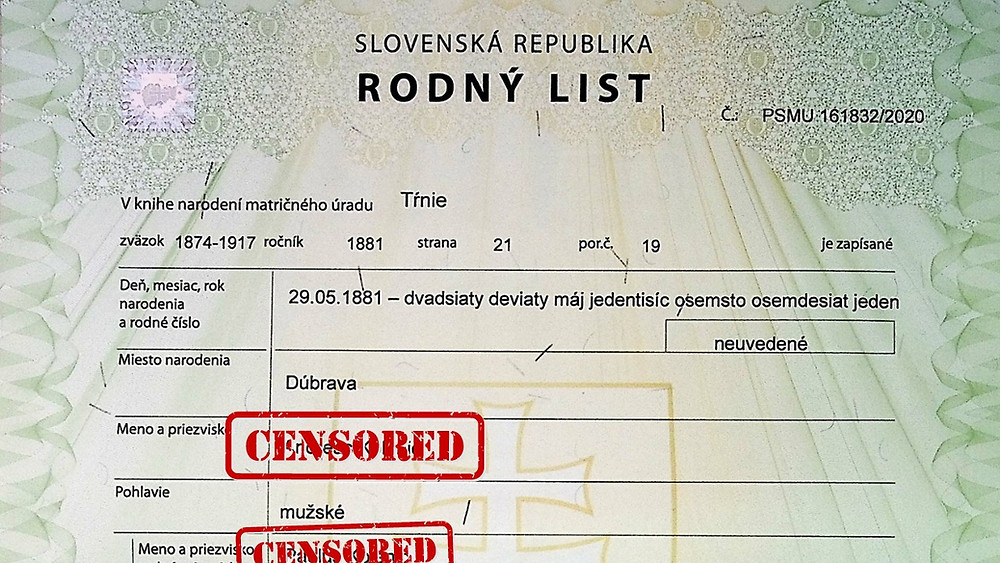 SLOVENSKÁ REPUBLIKA
RODNÝ LIST
Č.: PSMU 161832/2020
V knihe narodení matričného úradu Tŕnie
zväzok 1874-1917 ročník 1881 strana 21 por.č. 19 je zapísané
Deň, mesiac, rok
narodenia
a rodné číslo
29.05.1881 – dvadsiaty deviaty máj jedentisíc osemsto osemdesiat jeden
neuvedené
Miesto narodenia
Dúbrava
Meno a priezvisko
CENSORED
Pohlavie
mužské
Meno a priezvisko
CENSORED